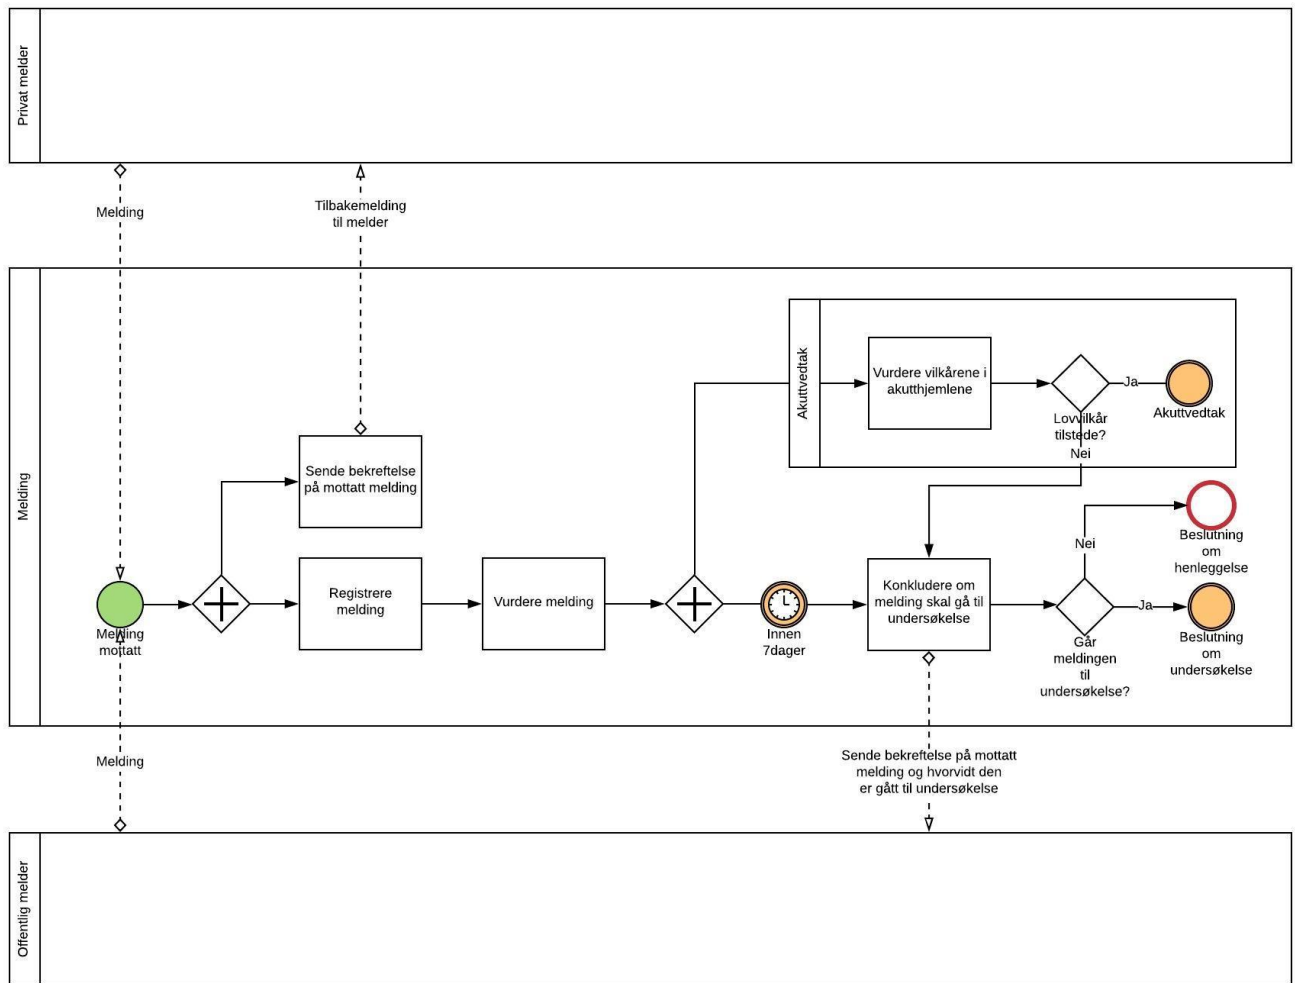 Privat melder
Melding
Tilbakemelding
til melder
Melding
Akuttvedtak
Vurdere vilkårene i
akutthjemlene
Ja
Akuttvedtak
Lovvilkår
tilstede?
Nei
Sende bekreftelse
på mottatt melding
Nei
Beslutning
om
henleggelse
Melding
mottatt
Registrere
melding
Vurdere melding
Innen
7dager
Konkludere om
melding skal gå til
undersøkelse
Ja
Går
meldingen
til
undersøkelse?
Beslutning
om
undersøkelse
Melding
Sende bekreftelse på mottatt
melding og hvorvidt den
er gått til undersøkelse
Offentlig melder